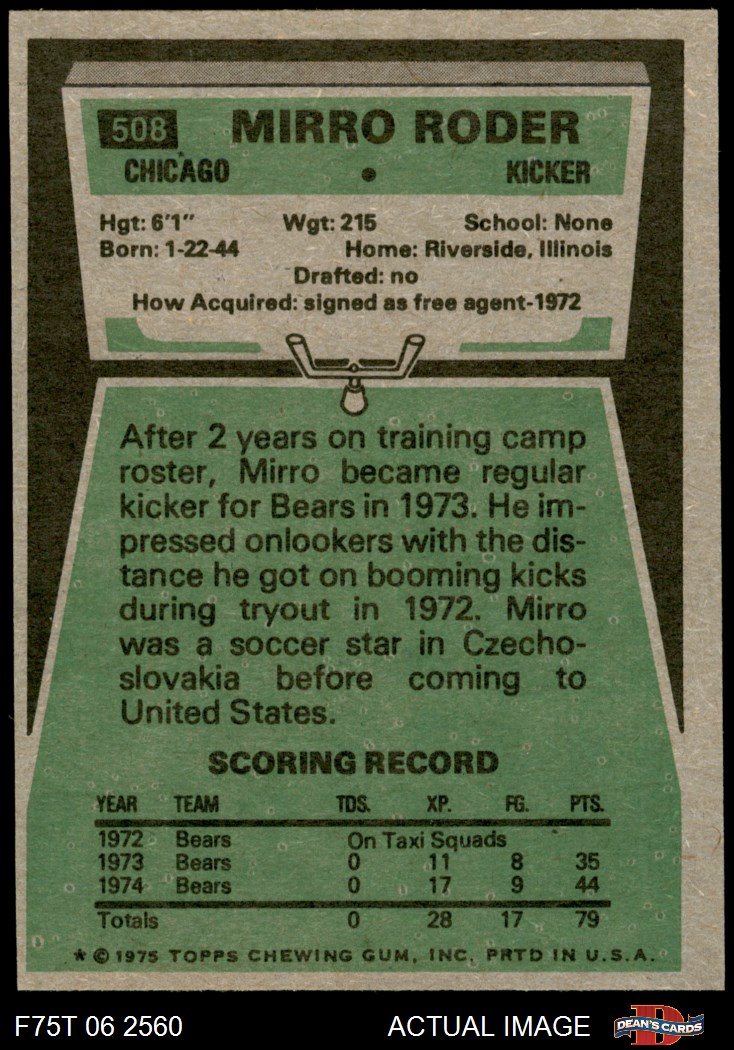 508 MIRRO RODER
CHICAGO • KICKER
Hgt: 6'1" Wgt: 215 School: None
Born: 1-22-44 Home: Riverside, Illinois
Drafted: no
How Acquired: signed as free agent-1972
After 2 years on training camp
roster, Mirro became regular
kicker for Bears in 1973. He im-
pressed onlookers with the dis-
tance he got on booming kicks
during tryout in 1972. Mirro
was a soccer star in Czecho-
slovakia before coming to
United States.
SCORING RECORD
YEAR TEAM TDS. XP. FG. PTS.
1972 Bears On Taxi Squads
1973 Bears 0 11 8 35
1974 Bears 0 17 9 44
Totals 0 28 17 79
* © 1975 TOPPS CHEWING GUM, INC. PRTD IN U.S.A.
F75T 06 2560 ACTUAL IMAGE D DEAN'S CARDS